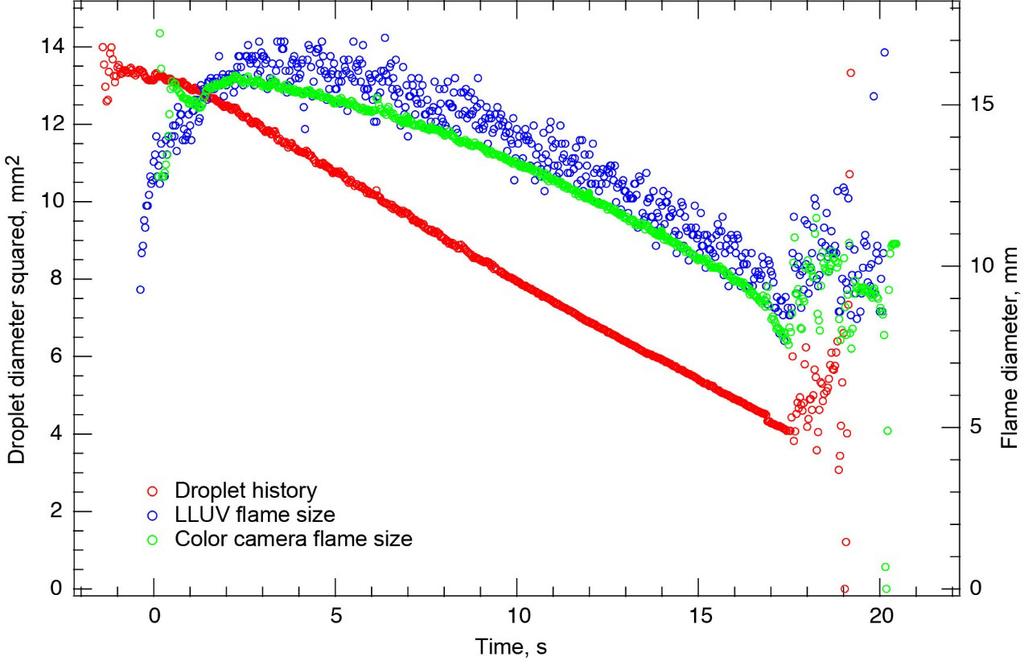 14
12
10
8
6
4
2
0
Droplet diameter squared, mm2
15
10
5
0
Flame diameter, mm
Droplet history
LLUV flame size
Color camera flame size
0 5 10 15 20
Time, s